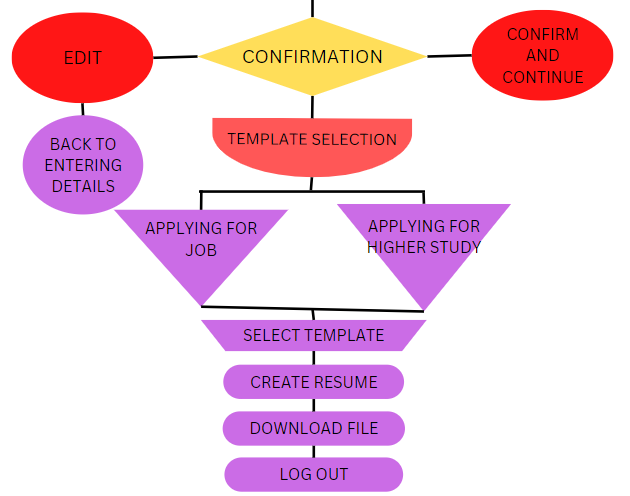 EDIT
CONFIRMATION
CONFIRM
AND
CONTINUE
BACK TO
ENTERING
DETAILS
TEMPLATE SELECTION
APPLYING FOR
JOB
APPLYING FOR
HIGHER STUDY
SELECT TEMPLATE
CREATE RESUME
DOWNLOAD FILE
LOG OUT